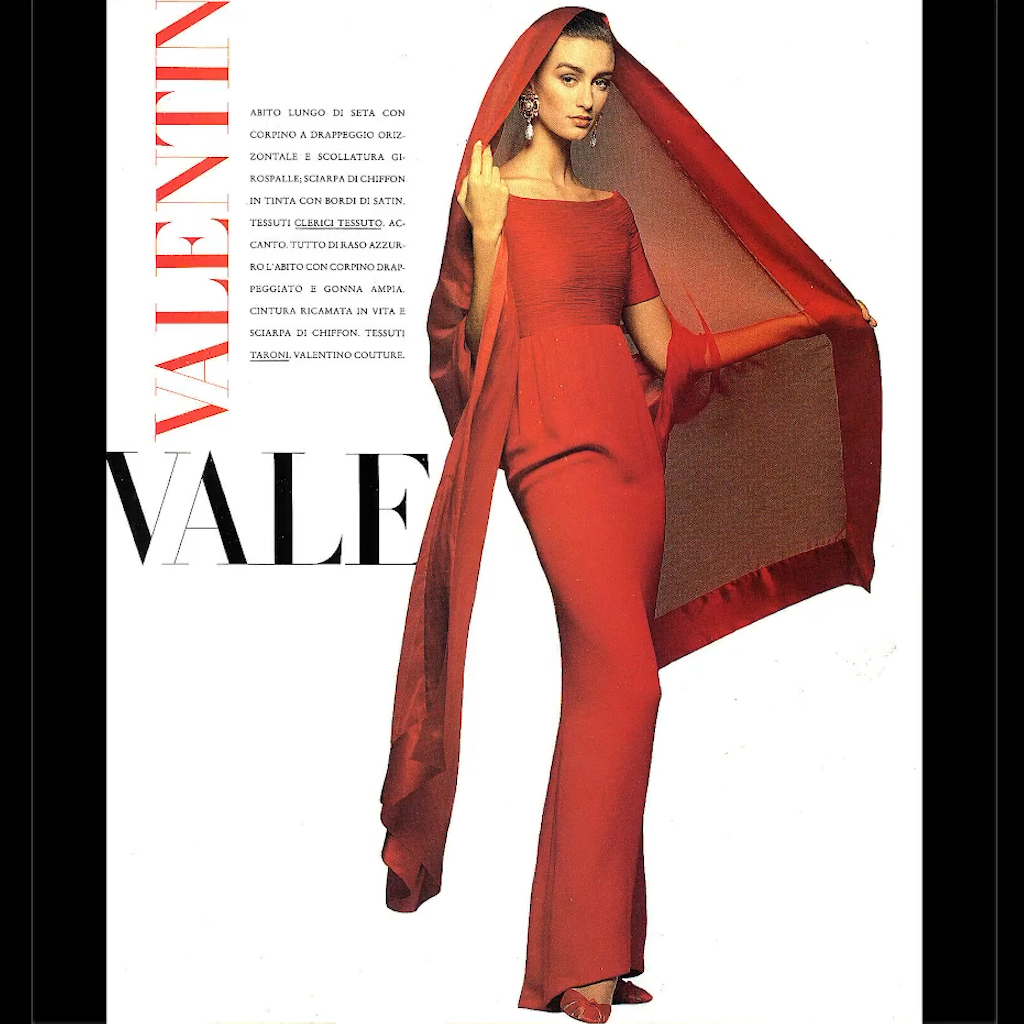 VALENTIN
ABITO LUNGO DI SETA CON
CORPINO A DRAPPEGGIO ORIZ-
ZONTALE E SCOLLATURA GI-
ROSPALLE; SCIARPA DI CHIFFON
IN TINTA CON BORDI DI SATIN.
TESSUTI CLERICI TESSUTO. AC-
CANTO. TUTTO DI RASO AZZUR-
RO L'ABITO CON CORPINO DRAP-
PEGGIATO E GONNA AMPIA.
CINTURA RICAMATA IN VITA E
SCIARPA DI CHIFFON. TESSUTI
TARONI. VALENTINO COUTURE.
VALE